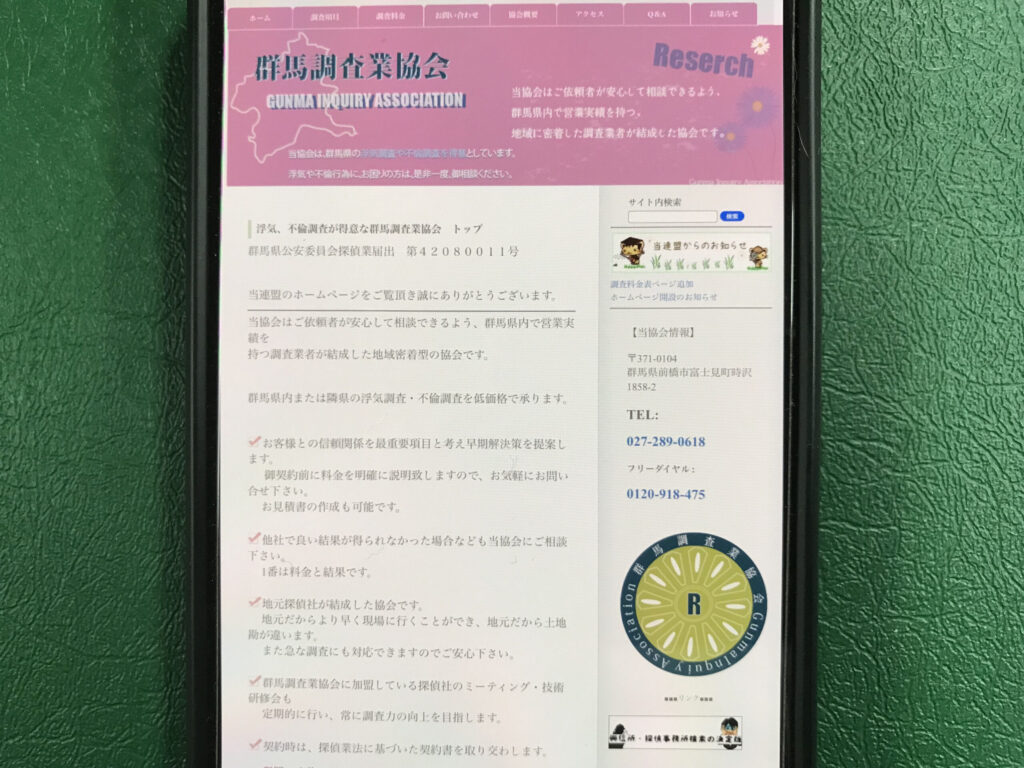 ホーム
調査項目
調査料金
お問い合わせ
協会概要
アクセス
Q&A
お知らせ
群馬調査業協会
GUNMA INQUIRY ASSOCIATION
Reserch
当協会はご依頼者が安心して相談できるよう、
群馬県内で営業実績を持つ、
地域に密着した調査業者が結成した協会です。
当協会は、群馬県の浮気調査や不倫調査を得意としています。
浮気や不倫行為に、お困りの方は、是非一度、御相談ください。
Gunma Inquiry Association
浮気、不倫調査が得意な群馬調査業協会 トップ
群馬県公安委員会探偵業届出 第42080011号
当連盟のホームページをご覧頂き誠にありがとうございます。
当協会はご依頼者が安心して相談できるよう、群馬県内で営業実
績を
持つ調査業者が結成した地域密着型の協会です。
群馬県内または隣県の浮気調査・不倫調査を低価格で承ります。
お客様との信頼関係を最重要項目と考え早期解決策を提案し
ます。
御契約前に料金を明確に説明致しますので、お気軽にお問い
合せ下さい。
お見積書の作成も可能です。
他社で良い結果が得られなかった場合なども当協会にご相談
下さい。
1番は料金と結果です。
地元探偵社が結成した協会です。
地元だからより早く現場に行くことができ、地元だから土地
勘が違います。
また急な調査にも対応できますのでご安心下さい。
群馬調査業協会に加盟している探偵社のミーティング・技術
研修会も
定期的に行い、常に調査力の向上を目指します。
契約時は、探偵業法に基づいた契約書を取り交わします。
サイト内検索
検索
当連盟からのお知らせ
調査料金表ページ追加
ホームページ開設のお知らせ
【当協会情報】
〒371-0104
群馬県前橋市富士見町時沢
1858-2
TEL:
027-289-0618
フリーダイヤル:
0120-918-475
群馬調査業協会
GunmaInquiry Association
R
リンク
興信所・探偵事務所検索の決定版